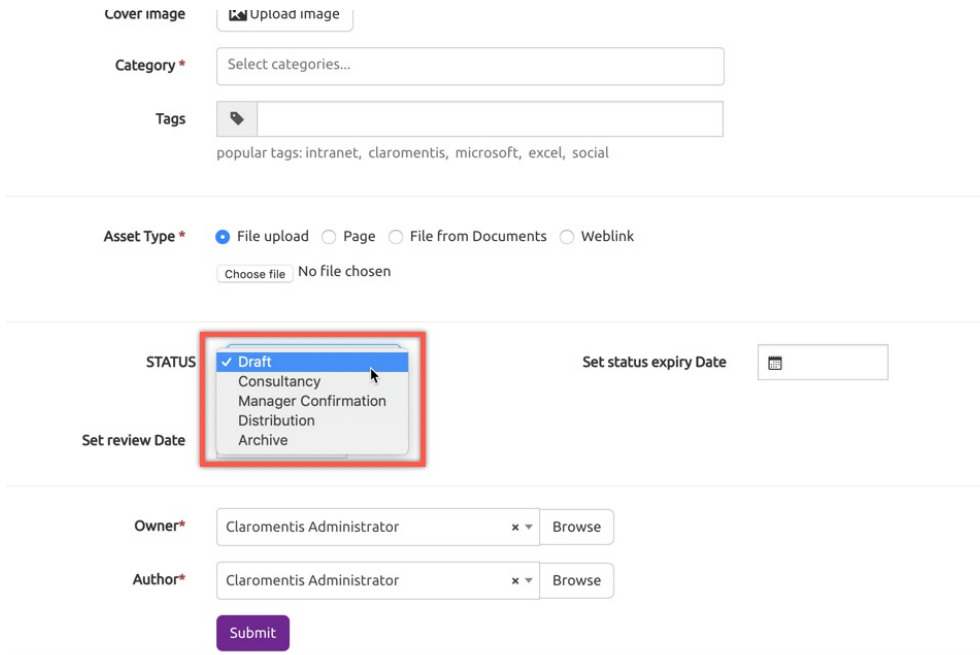 Cover image Upload image
Category * Select categories...
Tags
popular tags: intranet, claromentis, microsoft, excel, social
Asset Type * File upload Page File from Documents Weblink
Choose file No file chosen
STATUS ✓ Draft Set status expiry Date
Consultancy
Manager Confirmation
Distribution
Set review Date Archive
Owner* Claromentis Administrator × Browse
Author* Claromentis Administrator × Browse
Submit